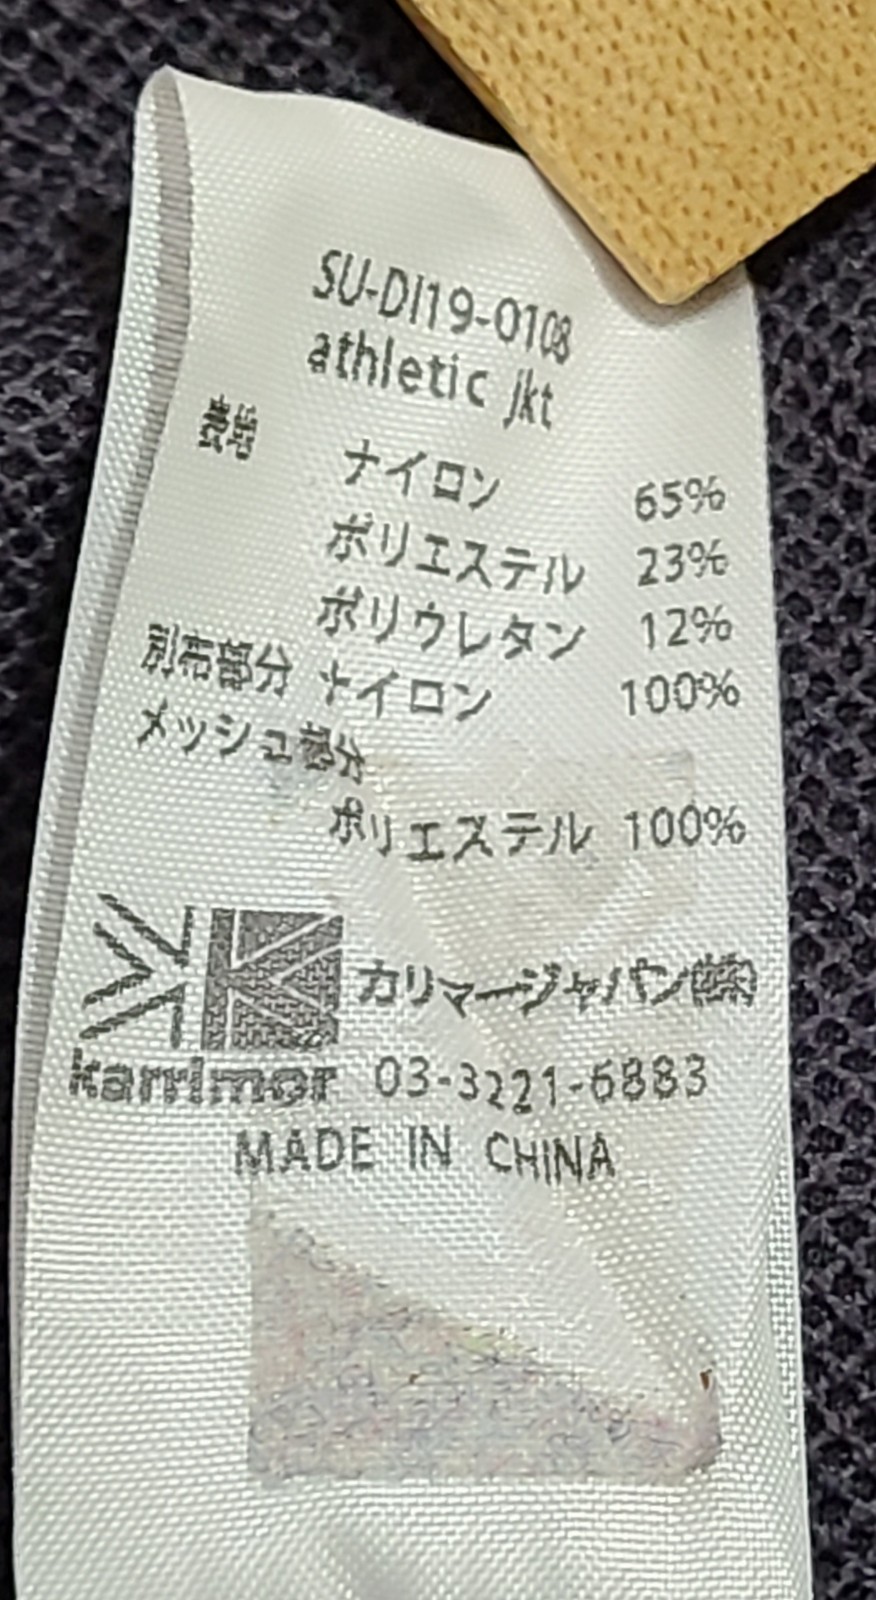 SU-DI19-0108
athletic jkt
表地
ナイロン 65%
ポリエステル 23%
ポリウレタン 12%
別布部分 ナイロン 100%
メッシュ部分
ポリエステル 100%
カリマージャパン㈱
karrimor 03-3221-6883
MADE IN CHINA